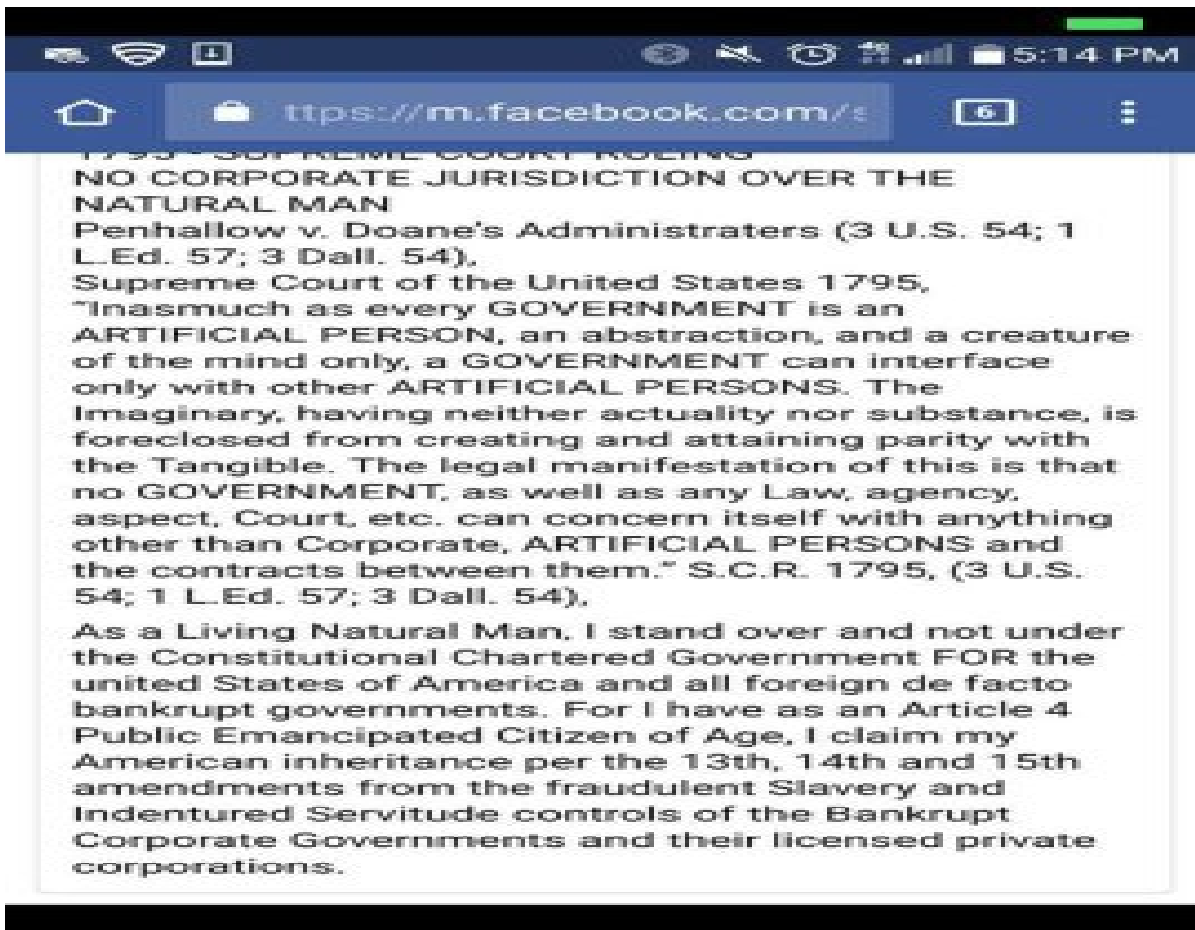 5:14 PM
ttps://m.facebook.com/s
6
1795 - SUPREME COURT RULING
NO CORPORATE JURISDICTION OVER THE
NATURAL MAN
Penhallow v. Doane's Administraters (3 U.S. 54; 1
L.Ed. 57; 3 Dall. 54),
Supreme Court of the United States 1795,
"Inasmuch as every GOVERNMENT is an
ARTIFICIAL PERSON, an abstraction, and a creature
of the mind only, a GOVERNMENT can interface
only with other ARTIFICIAL PERSONS. The
Imaginary, having neither actuality nor substance, is
foreclosed from creating and attaining parity with
the Tangible. The legal manifestation of this is that
no GOVERNMENT, as well as any Law, agency,
aspect, Court, etc. can concern itself with anything
other than Corporate, ARTIFICIAL PERSONS and
the contracts between them." S.C.R. 1795, (3 U.S.
54; 1 L.Ed. 57; 3 Dall. 54),
As a Living Natural Man, I stand over and not under
the Constitutional Chartered Government FOR the
united States of America and all foreign de facto
bankrupt governments. For I have as an Article 4
Public Emancipated Citizen of Age, I claim my
American inheritance per the 13th, 14th and 15th
amendments from the fraudulent Slavery and
Indentured Servitude controls of the Bankrupt
Corporate Governments and their licensed private
corporations.